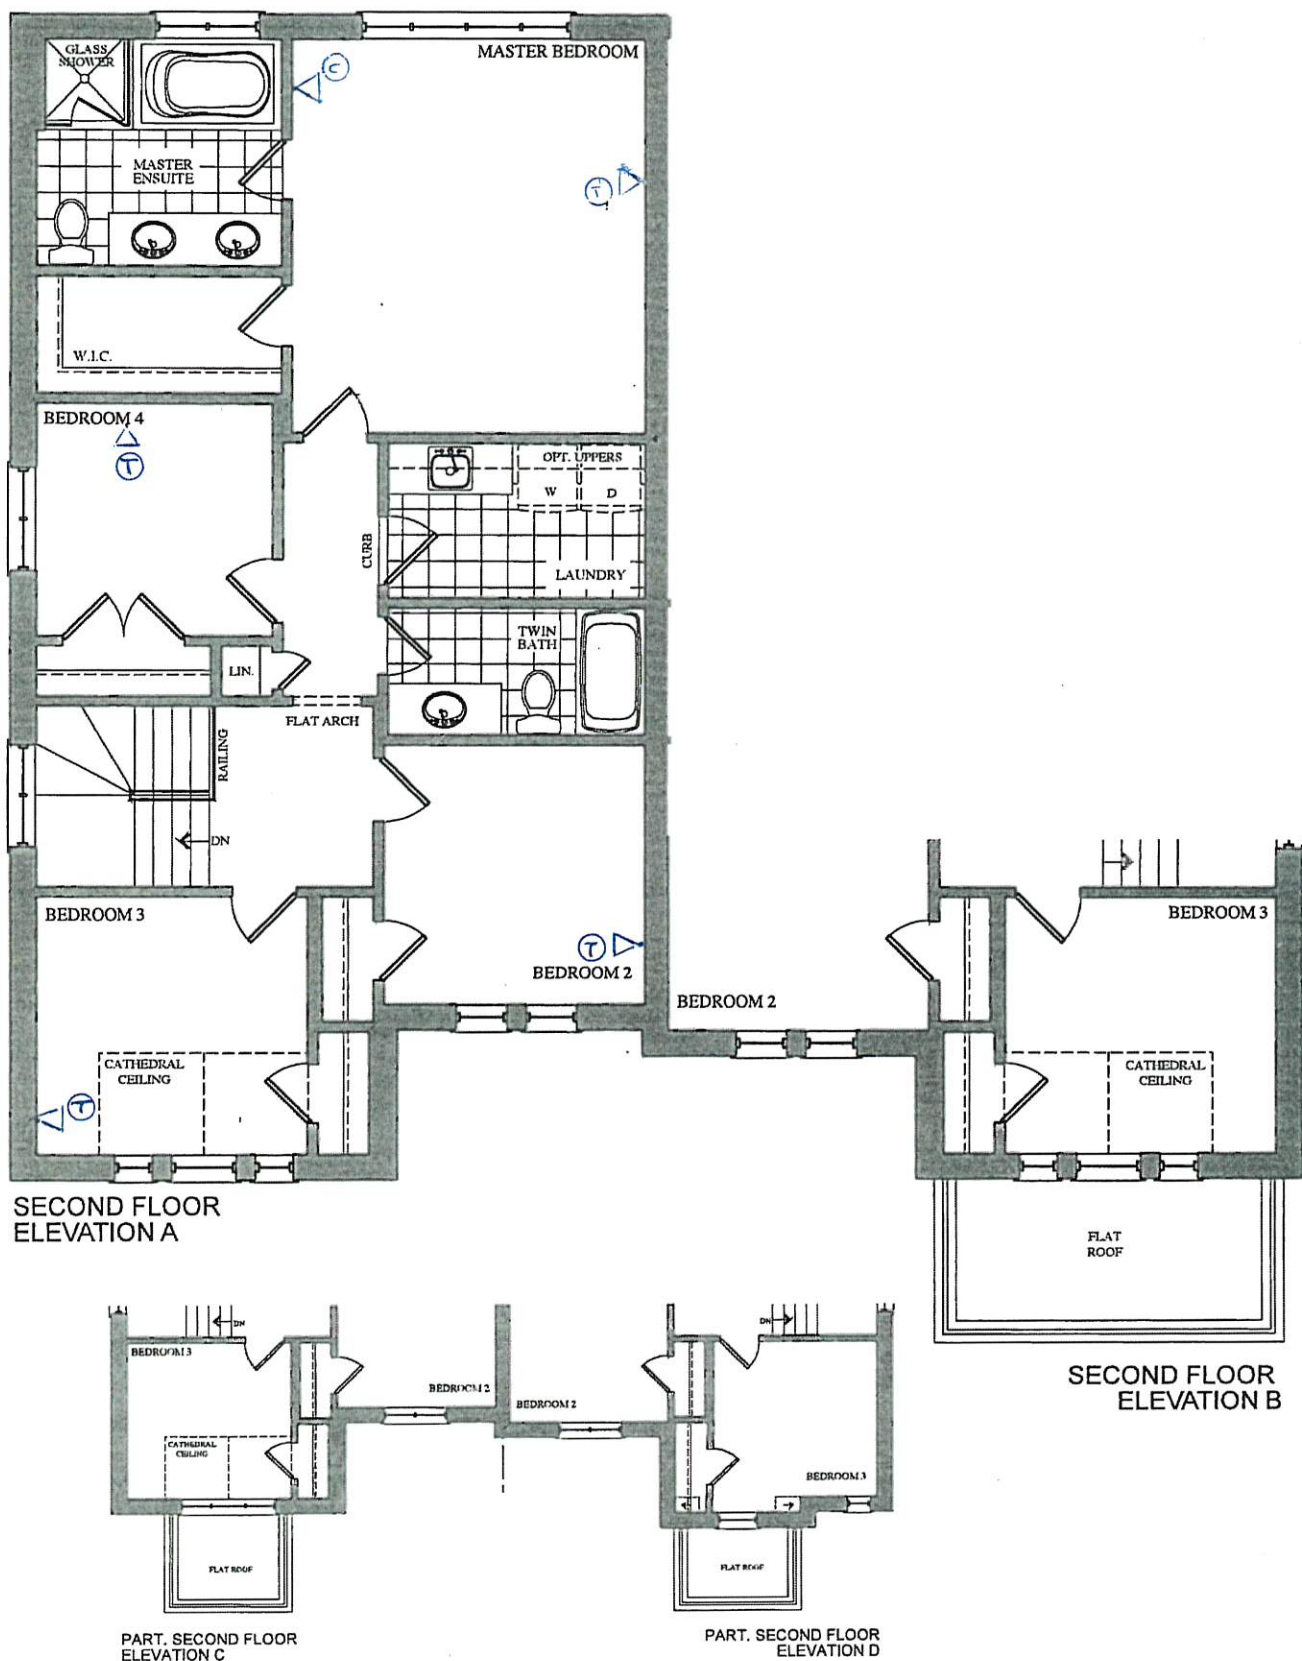 GLASS
SHOWER
MASTER BEDROOM
C
MASTER
ENSUITE
T
W.I.C.
BEDROOM 4
T
OPT. UPPERS
W D
CURB
LAUNDRY
TWIN
BATH
LIN.
FLAT ARCH
RAILING
DN
BEDROOM 3
T
BEDROOM 2
CATHEDRAL
CEILING
T
SECOND FLOOR
ELEVATION A
BEDROOM 3
BEDROOM 2
CATHEDRAL
CEILING
FLAT
ROOF
SECOND FLOOR
ELEVATION B
DN
BEDROOM 3
BEDROOM 2
CATHEDRAL
CEILING
FLAT ROOF
PART. SECOND FLOOR
ELEVATION C
DN
BEDROOM 2
BEDROOM 3
FLAT ROOF
PART. SECOND FLOOR
ELEVATION D